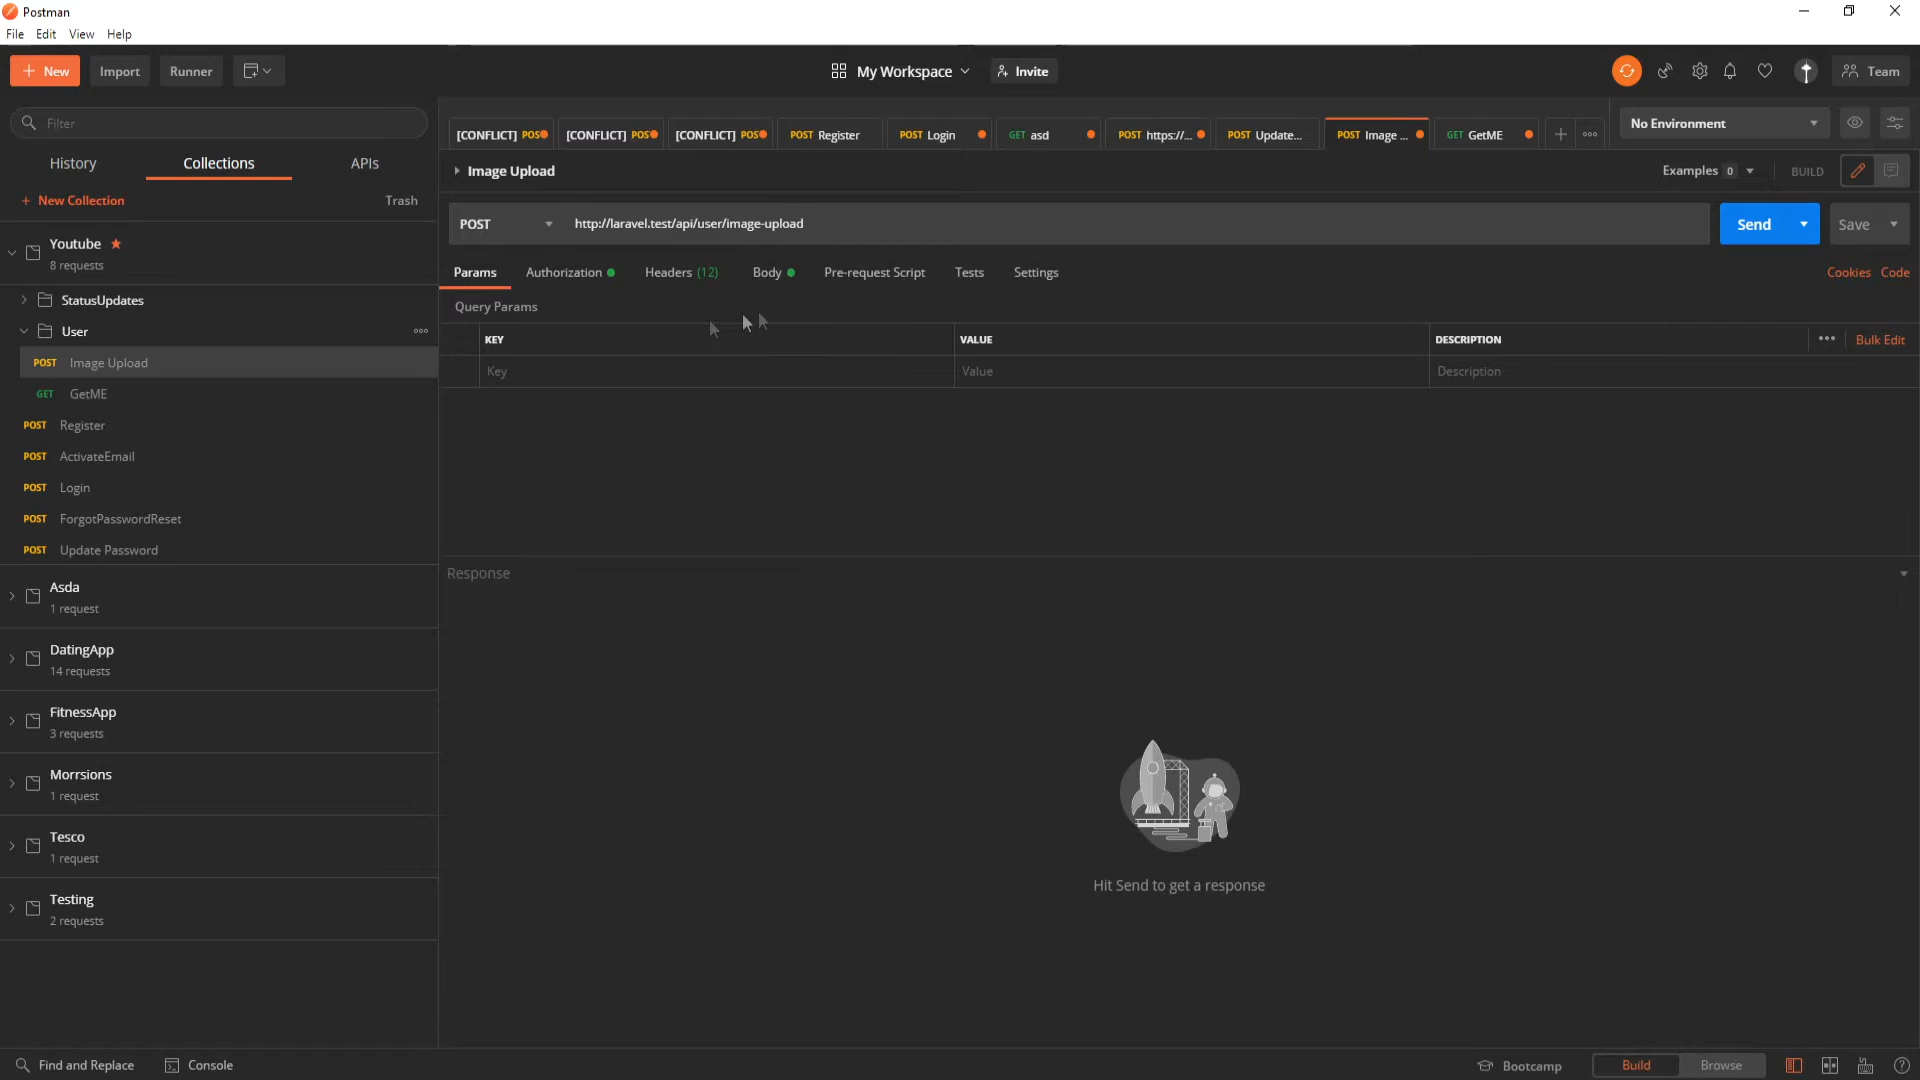 Postman
File Edit View Help
New Import Runner
My Workspace Invite Team
Filter
History Collections APIs
+ New Collection Trash
Youtube
8 requests
StatusUpdates
User
POST Image Upload
GET GetME
POST Register
POST ActivateEmail
POST Login
POST ForgotPasswordReset
POST Update Password
Asda
1 request
DatingApp
14 requests
FitnessApp
3 requests
Morrsions
1 request
Tesco
1 request
Testing
2 requests
[CONFLICT] POS [CONFLICT] POS [CONFLICT] POS POST Register POST Login GET asd POST https://... POST Update... POST Image ... GET GetME No Environment
Image Upload Examples 0 BUILD
POST http://laravel.test/api/user/image-upload Send Save
Params Authorization Headers (12) Body Pre-request Script Tests Settings Cookies Code
Query Params
KEY VALUE DESCRIPTION Bulk Edit
Key Value Description
Response
Hit Send to get a response
Find and Replace Console Bootcamp Build Browse